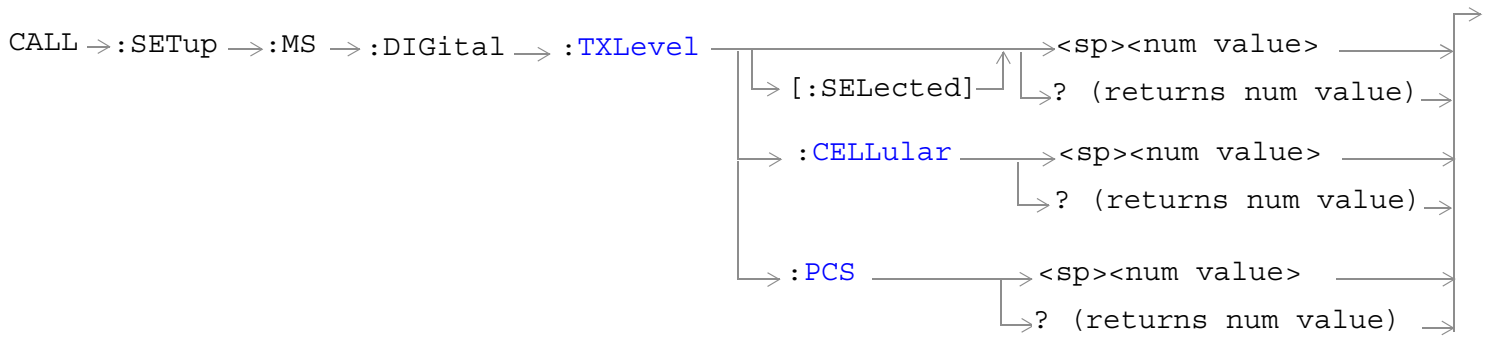 CALL :SETup :MS :DIGital :TXLevel <sp><num value>
[:SELected] ? (returns num value)
:CELLular <sp><num value>
? (returns num value)
:PCS <sp><num value>
? (returns num value)